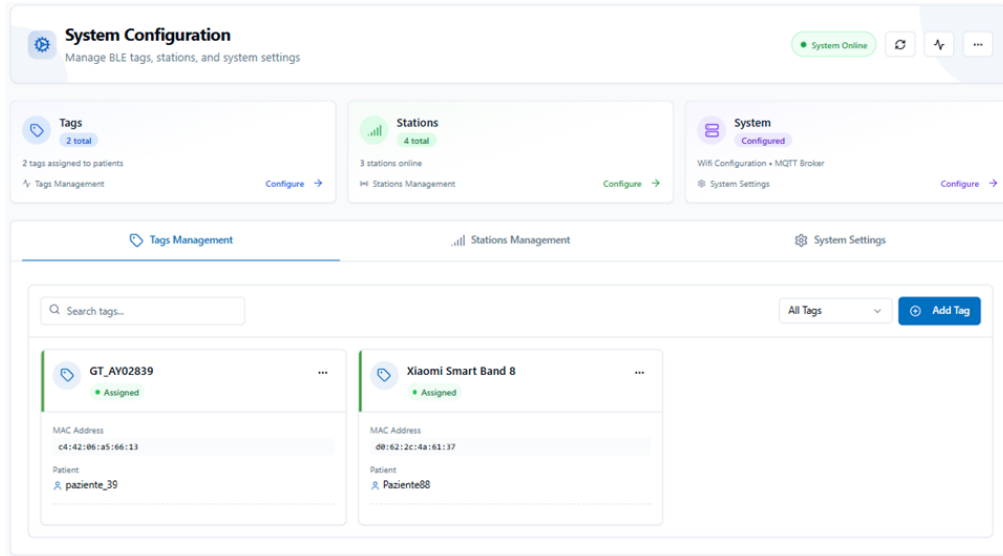 System Configuration
Manage BLE tags, stations, and system settings
System Online
Tags
2 total
2 tags assigned to patients
Tags Management
Configure
Stations
4 total
3 stations online
Stations Management
Configure
System
Configured
Wifi Configuration • MQTT Broker
System Settings
Configure
Tags Management
Stations Management
System Settings
Search tags...
All Tags
Add Tag
GT_AY02839
Assigned
MAC Address
c4:42:06:a5:66:13
Patient
paziente_39
Xiaomi Smart Band 8
Assigned
MAC Address
d0:62:2c:4a:61:37
Patient
Paziente88